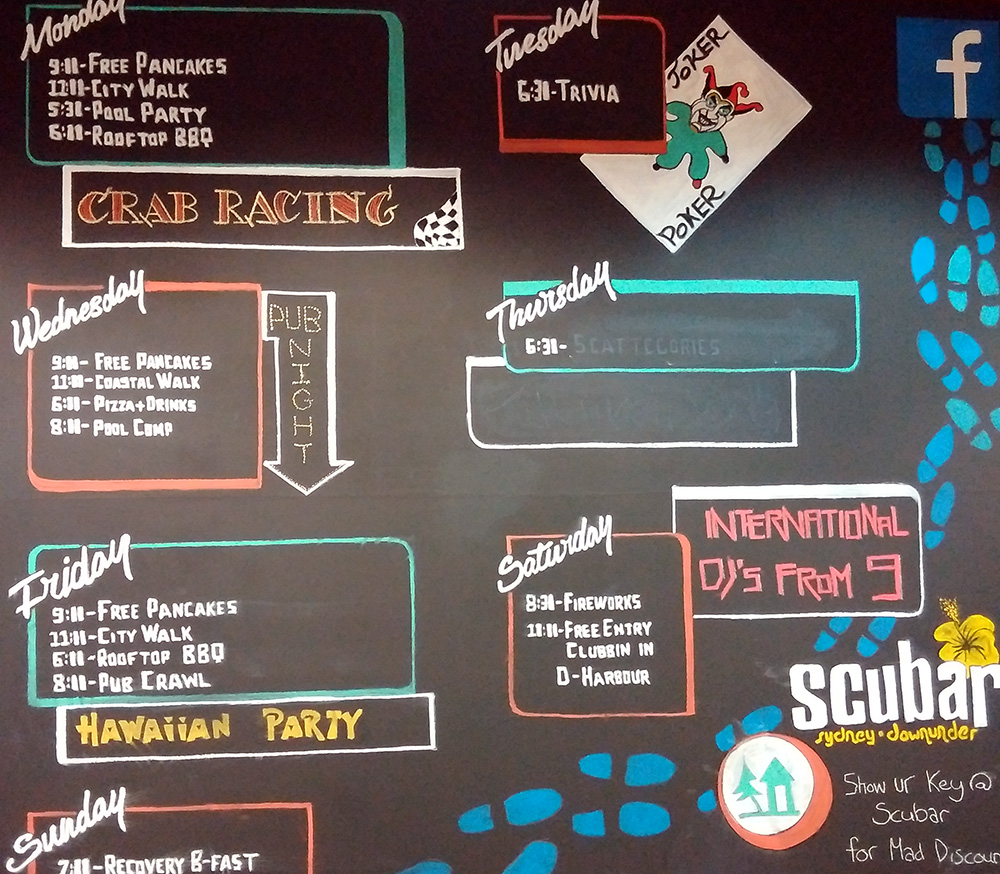 Monday
9:00-FREE PANCAKES
11:00-CITY WALK
5:30-POOL PARTY
6:00-ROOFTOP BBQ
CRAB RACING
Tuesday
6:30-TRIVIA
JOKER
POKER
f
Wednesday
9:00- FREE PANCAKES
11:00-COASTAL WALK
6:00- PIZZA+DRINKS
8:00- POOL COMP
PUB
NIGHT
Thursday
6:30- SCATTEGORIES
Friday
9:00-FREE PANCAKES
11:00-CITY WALK
6:00-ROOFTOP BBQ
8:00-PUB CRAWL
HAWAiiAN PARTY
Saturday
8:30-FIREWORKS
11:00-FREE ENTRY
CLUBBIN IN
D-HARBOUR
INTERNATIONAL
DJ'S FROM 9
scubar
sydney·downunder
Show ur Key @
Scubar
for Mad Discoun
Sunday
7:00-RECOVERY B-FAST